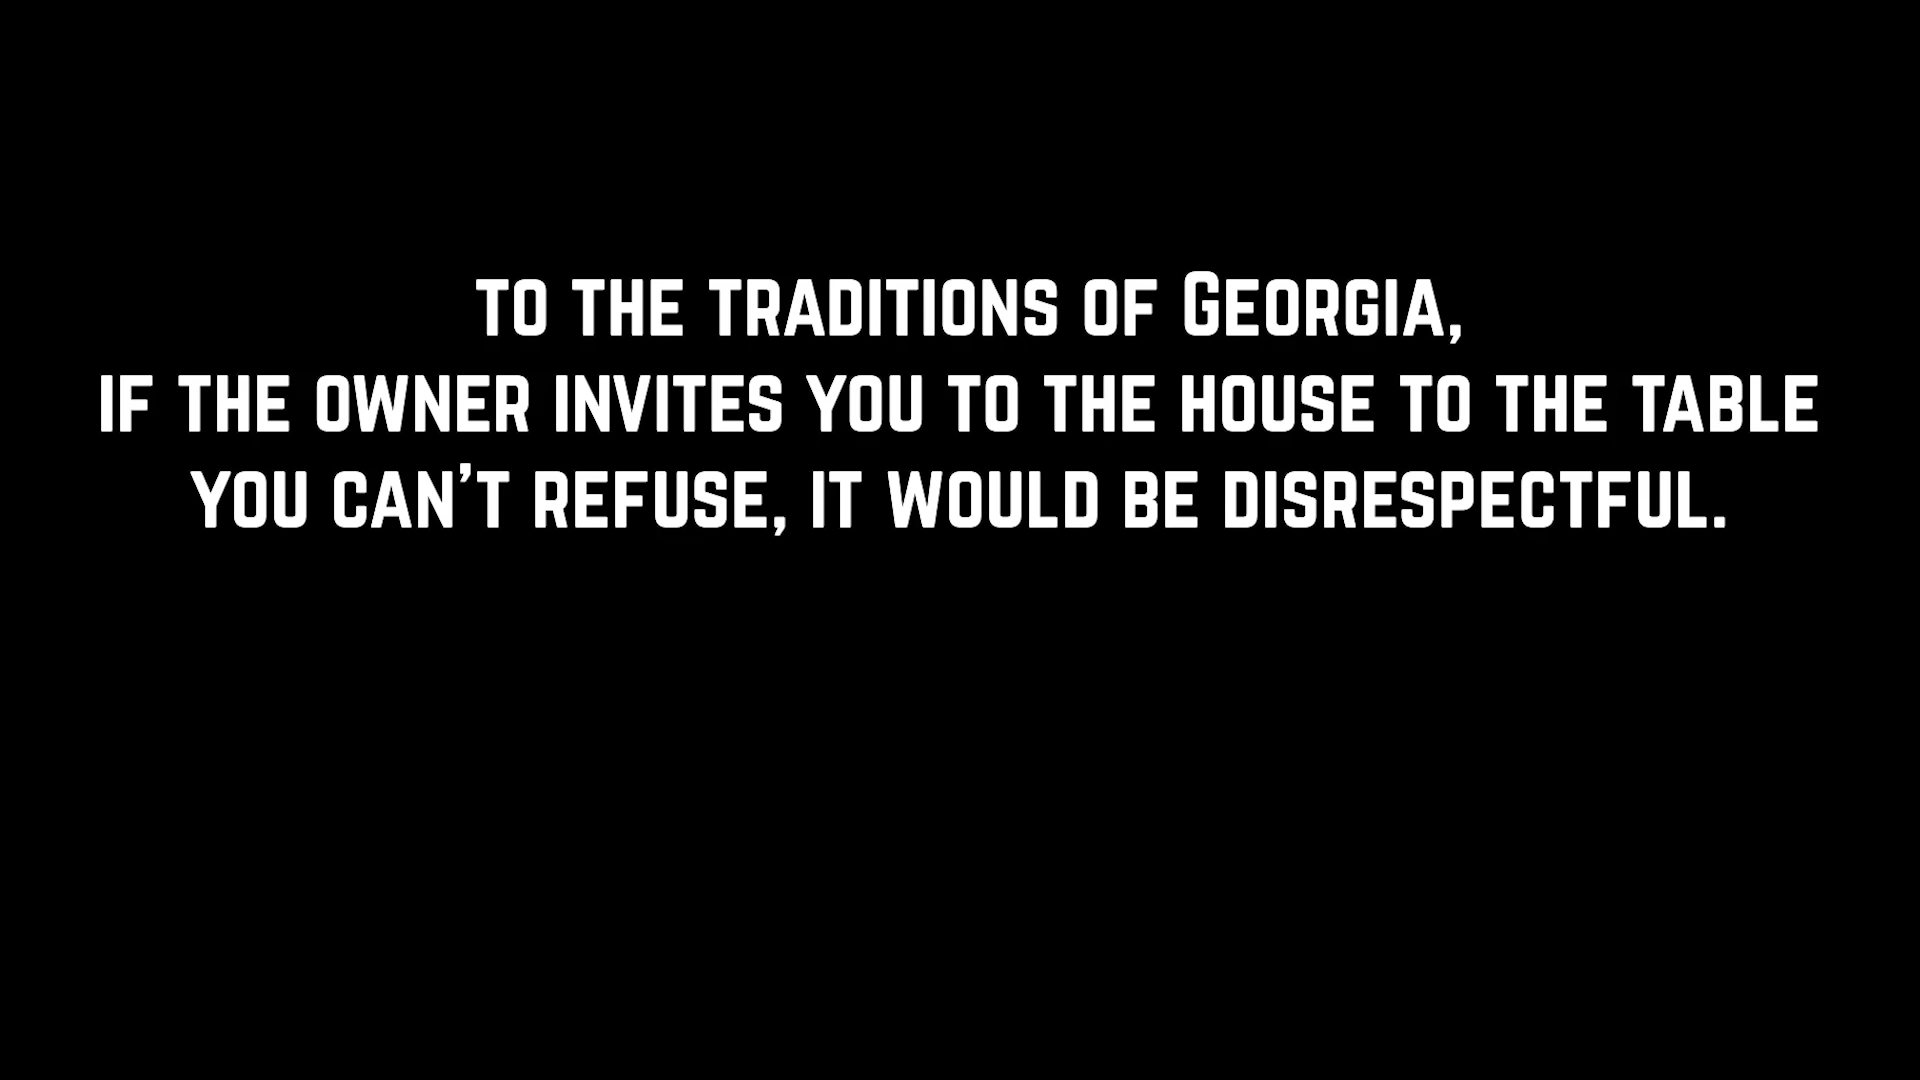 to the traditions of Georgia,
if the owner invites you to the house to the table
you can't refuse, it would be disrespectful.